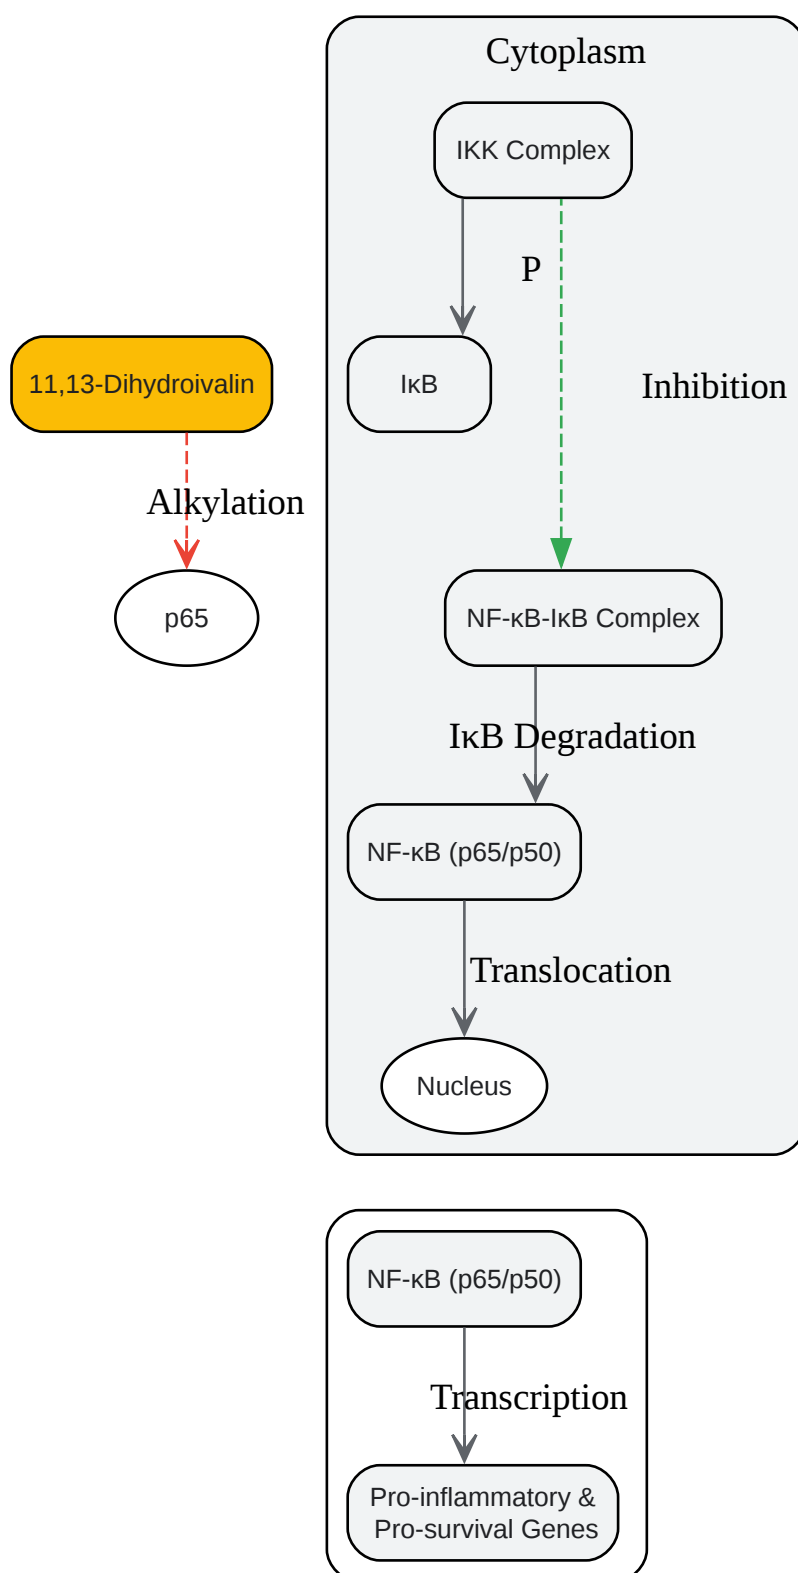 Cytoplasm
IKK Complex
P
11,13-Dihydroivalin
IκB
Inhibition
Alkylation
p65
NF-κB-IκB Complex
IκB Degradation
NF-κB (p65/p50)
Translocation
Nucleus
NF-κB (p65/p50)
Transcription
Pro-inflammatory &
Pro-survival Genes